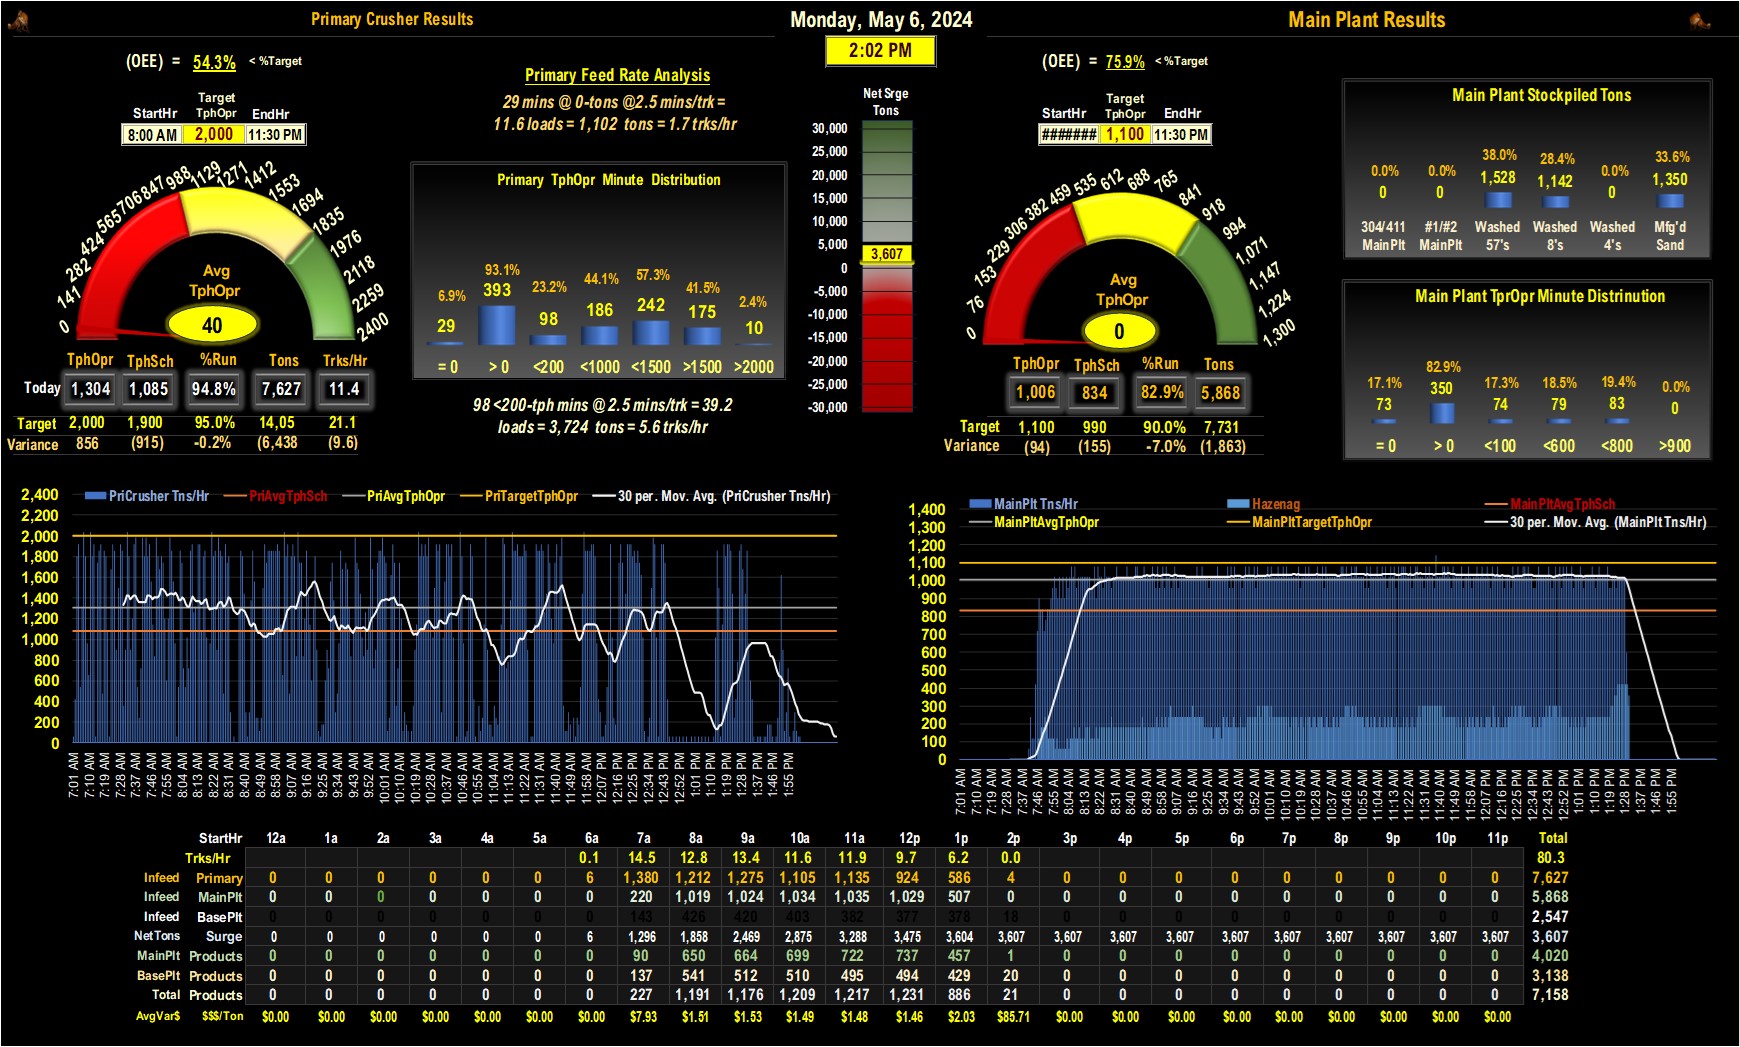 Primary Crusher Results
Monday, May 6, 2024
Main Plant Results
2:02 PM
(OEE) = 54.3% < %Target
StartHr Target TphOpr EndHr
8:00 AM 2,000 11:30 PM
Primary Feed Rate Analysis
29 mins @ 0-tons @2.5 mins/trk =
11.6 loads = 1,102 tons = 1.7 trks/hr
0 141 282 424 565 706 847 988 1129 1271 1412 1553 1694 1835 1976 2118 2259 2400
Avg
TphOpr
40
TphOpr TphSch %Run Tons Trks/Hr
Today 1,304 1,085 94.8% 7,627 11.4
Target 2,000 1,900 95.0% 14,05 21.1
Variance 856 (915) -0.2% (6,438 (9.6)
Primary TphOpr Minute Distribution
6.9% 93.1% 23.2% 44.1% 57.3% 41.5% 2.4%
29 393 98 186 242 175 10
= 0 > 0 <200 <1000 <1500 >1500 >2000
98 <200-tph mins @ 2.5 mins/trk = 39.2
loads = 3,724 tons = 5.6 trks/hr
Net Srge
Tons
30,000
25,000
20,000
15,000
10,000
5,000
3,607
0
-5,000
-10,000
-15,000
-20,000
-25,000
-30,000
(OEE) = 75.9% < %Target
StartHr Target TphOpr EndHr
####### 1,100 11:30 PM
0 76 153 229 306 382 459 535 612 688 765 841 918 994 1,071 1,147 1,224 1,300
Avg
TphOpr
0
TphOpr TphSch %Run Tons
1,006 834 82.9% 5,868
Target 1,100 990 90.0% 7,731
Variance (94) (155) -7.0% (1,863)
Main Plant Stockpiled Tons
0.0% 0.0% 38.0% 28.4% 0.0% 33.6%
0 0 1,528 1,142 0 1,350
304/411 #1/#2 Washed Washed Washed Mfg'd
MainPlt MainPlt 57's 8's 4's Sand
Main Plant TprOpr Minute Distrinution
17.1% 82.9% 17.3% 18.5% 19.4% 0.0%
73 350 74 79 83 0
= 0 > 0 <100 <600 <800 >900
PriCrusher Tns/Hr PriAvgTphSch PriAvgTphOpr PriTargetTphOpr 30 per. Mov. Avg. (PriCrusher Tns/Hr)
2,400
2,200
2,000
1,800
1,600
1,400
1,200
1,000
800
600
400
200
0
7:01 AM 7:10 AM 7:19 AM 7:28 AM 7:37 AM 7:46 AM 7:55 AM 8:04 AM 8:13 AM 8:22 AM 8:31 AM 8:40 AM 8:49 AM 8:58 AM 9:07 AM 9:16 AM 9:25 AM 9:34 AM 9:43 AM 9:52 AM 10:01 AM 10:10 AM 10:19 AM 10:28 AM 10:37 AM 10:46 AM 10:55 AM 11:04 AM 11:13 AM 11:22 AM 11:31 AM 11:40 AM 11:49 AM 11:58 AM 12:07 PM 12:16 PM 12:25 PM 12:34 PM 12:43 PM 12:52 PM 1:01 PM 1:10 PM 1:19 PM 1:28 PM 1:37 PM 1:46 PM 1:55 PM
MainPlt Tns/Hr Hazenag MainPltAvgTphSch
MainPltAvgTphOpr MainPltTargetTphOpr 30 per. Mov. Avg. (MainPlt Tns/Hr)
1,400
1,300
1,200
1,100
1,000
900
800
700
600
500
400
300
200
100
0
7:01 AM 7:10 AM 7:19 AM 7:28 AM 7:37 AM 7:46 AM 7:55 AM 8:04 AM 8:13 AM 8:22 AM 8:31 AM 8:40 AM 8:49 AM 8:58 AM 9:07 AM 9:16 AM 9:25 AM 9:34 AM 9:43 AM 9:52 AM 10:01 AM 10:10 AM 10:19 AM 10:28 AM 10:37 AM 10:46 AM 10:55 AM 11:04 AM 11:13 AM 11:22 AM 11:31 AM 11:40 AM 11:49 AM 11:58 AM 12:07 PM 12:16 PM 12:25 PM 12:34 PM 12:43 PM 12:52 PM 1:01 PM 1:10 PM 1:19 PM 1:28 PM 1:37 PM 1:46 PM 1:55 PM
StartHr 12a 1a 2a 3a 4a 5a 6a 7a 8a 9a 10a 11a 12p 1p 2p 3p 4p 5p 6p 7p 8p 9p 10p 11p Total
Trks/Hr 0.1 14.5 12.8 13.4 11.6 11.9 9.7 6.2 0.0 80.3
Infeed Primary 0 0 0 0 0 0 6 1,380 1,212 1,275 1,105 1,135 924 586 4 0 0 0 0 0 0 0 0 0 7,627
Infeed MainPlt 0 0 0 0 0 0 0 220 1,019 1,024 1,034 1,035 1,029 507 0 0 0 0 0 0 0 0 0 0 5,868
Infeed BasePlt 0 0 0 0 0 0 0 143 426 420 403 382 377 378 18 0 0 0 0 0 0 0 0 0 2,547
NetTons Surge 0 0 0 0 0 0 6 1,296 1,858 2,469 2,875 3,288 3,475 3,604 3,607 3,607 3,607 3,607 3,607 3,607 3,607 3,607 3,607 3,607 3,607
MainPlt Products 0 0 0 0 0 0 0 90 650 664 699 722 737 457 1 0 0 0 0 0 0 0 0 0 4,020
BasePlt Products 0 0 0 0 0 0 0 137 541 512 510 495 494 429 20 0 0 0 0 0 0 0 0 0 3,138
Total Products 0 0 0 0 0 0 0 227 1,191 1,176 1,209 1,217 1,231 886 21 0 0 0 0 0 0 0 0 0 7,158
AvgVar$ $$$/Ton $0.00 $0.00 $0.00 $0.00 $0.00 $0.00 $0.00 $7.93 $1.51 $1.53 $1.49 $1.48 $1.46 $2.03 $85.71 $0.00 $0.00 $0.00 $0.00 $0.00 $0.00 $0.00 $0.00 $0.00